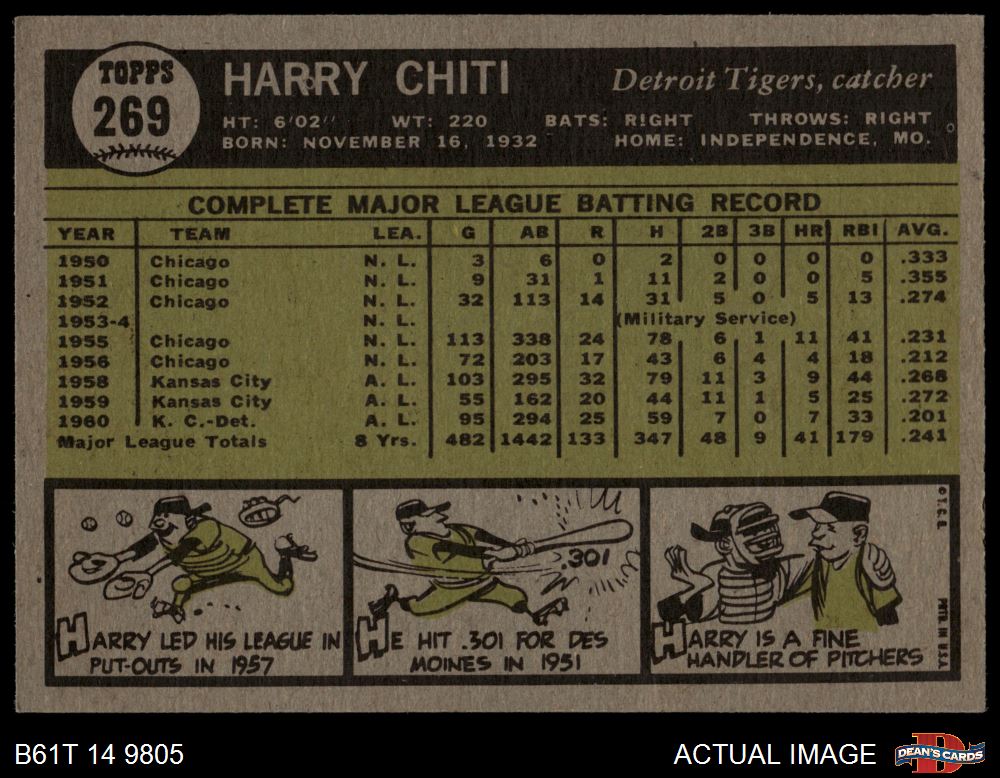 TOPPS
269
HARRY CHITI
Detroit Tigers, catcher
HT: 6'02" WT: 220 BATS: RIGHT THROWS: RIGHT
BORN: NOVEMBER 16, 1932 HOME: INDEPENDENCE, MO.
COMPLETE MAJOR LEAGUE BATTING RECORD
YEAR TEAM LEA. G AB R H 2B 3B HR RBI AVG.
1950 Chicago N. L. 3 6 0 2 0 0 0 0 .333
1951 Chicago N. L. 9 31 1 11 2 0 0 5 .355
1952 Chicago N. L. 32 113 14 31 5 0 5 13 .274
1953-4 N. L. (Military Service)
1955 Chicago N. L. 113 338 24 78 6 1 11 41 .231
1956 Chicago N. L. 72 203 17 43 6 4 4 18 .212
1958 Kansas City A. L. 103 295 32 79 11 3 9 44 .268
1959 Kansas City A. L. 55 162 20 44 11 1 5 25 .272
1960 K. C.-Det. A. L. 95 294 25 59 7 0 7 33 .201
Major League Totals 8 Yrs. 482 1442 133 347 48 9 41 179 .241
HARRY LED HIS LEAGUE IN
PUT-OUTS IN 1957
.301
HE HIT .301 FOR DES
MOINES IN 1951
HARRY IS A FINE
HANDLER OF PITCHERS
© T.C.G.
PRTD. IN U.S.A.
B61T 14 9805
ACTUAL IMAGE
DEAN'S CARDS